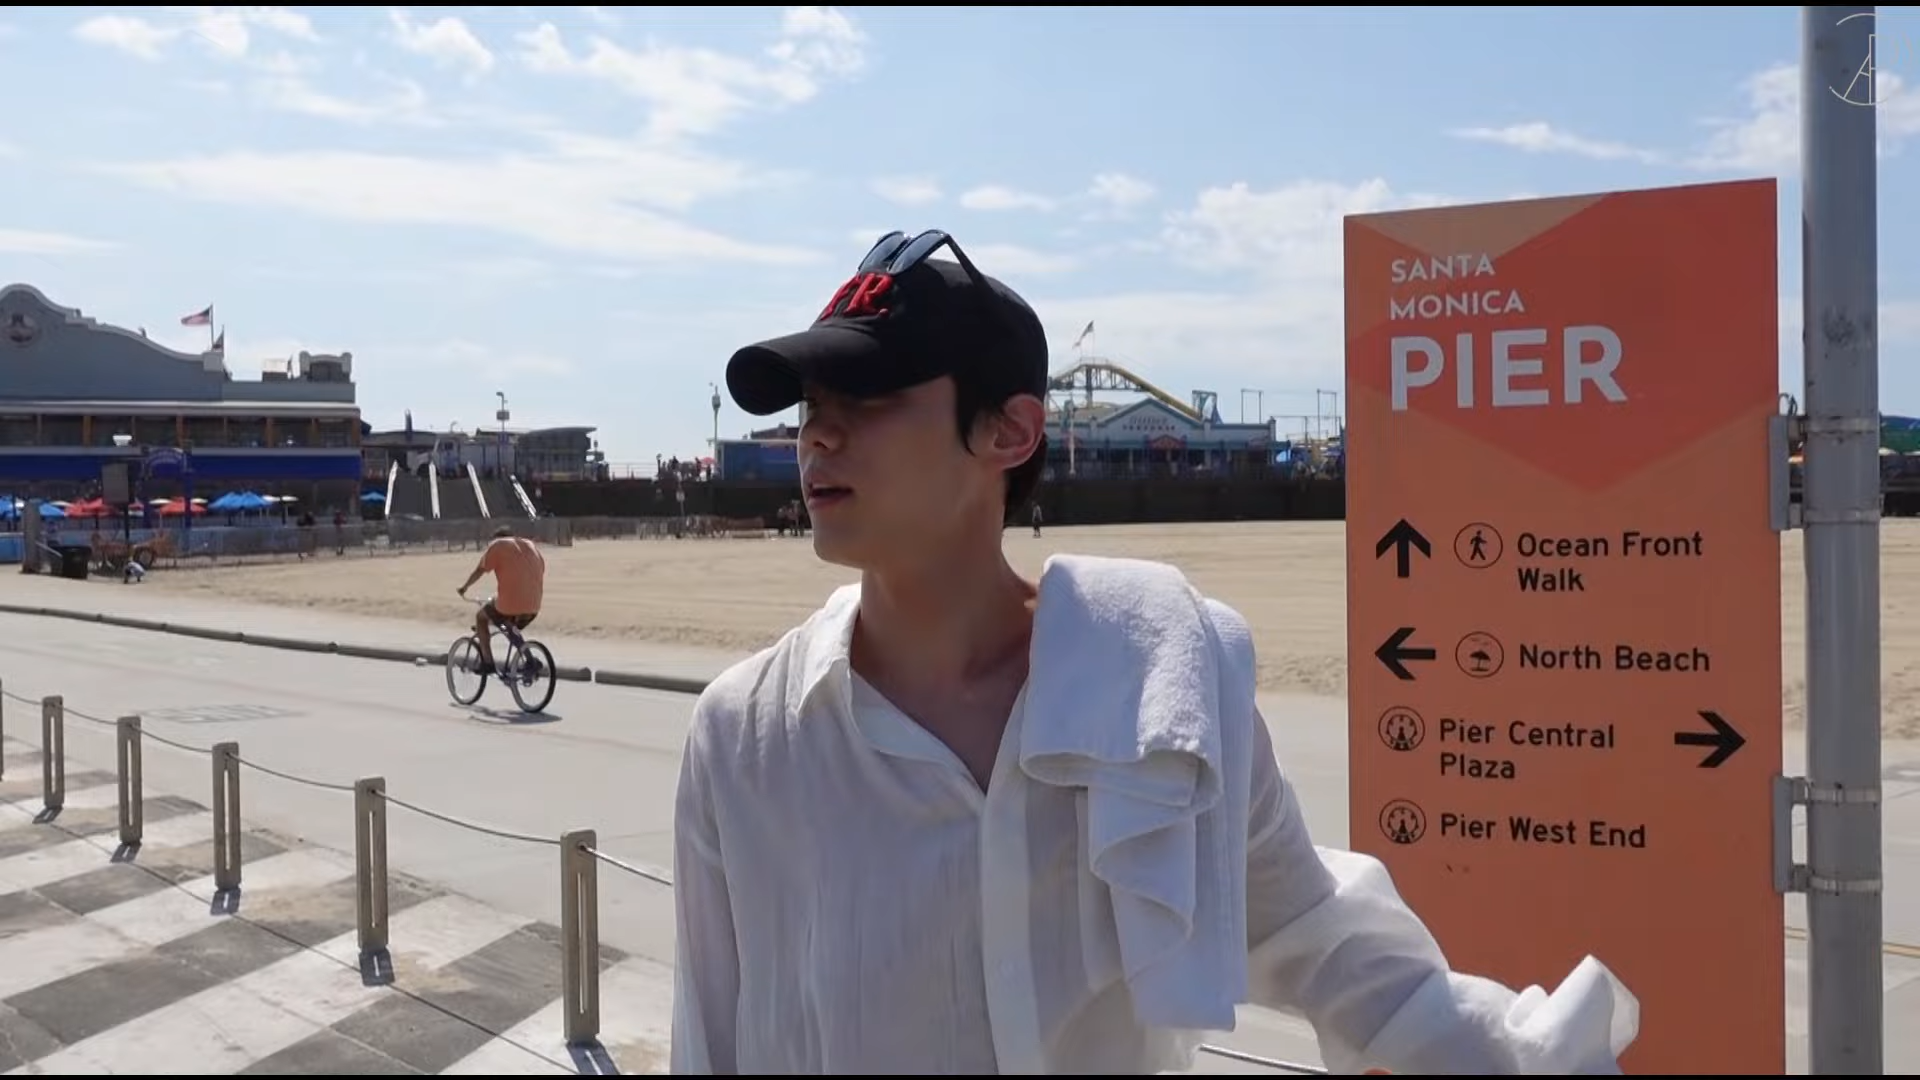 SANTA
MONICA
PIER
Ocean Front
Walk
North Beach
Pier Central
Plaza
Pier West End